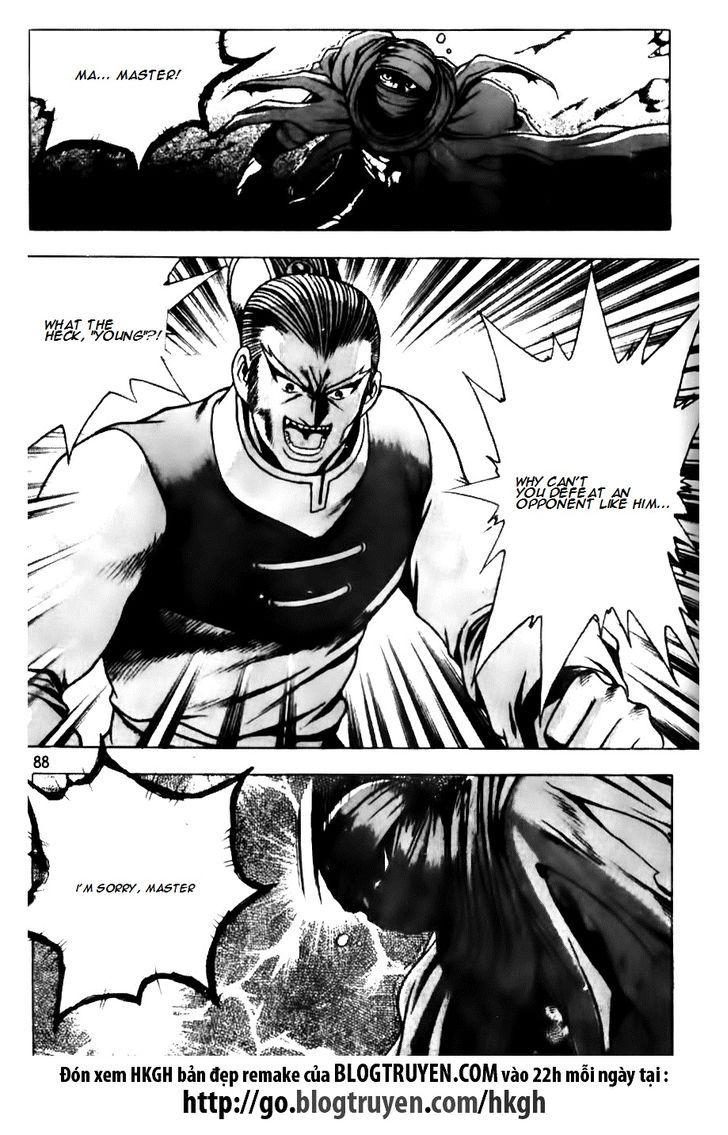 MA... MASTER!
WHAT THE
HECK, "YOUNG"?!
WHY CAN'T
YOU DEFEAT AN
OPPONENT LIKE HIM...
88
I'M SORRY, MASTER
Đón xem HKGH bản đẹp remake của BLOGTRUYEN.COM vào 22h mỗi ngày tại :
http://go.blogtruyen.com/hkgh